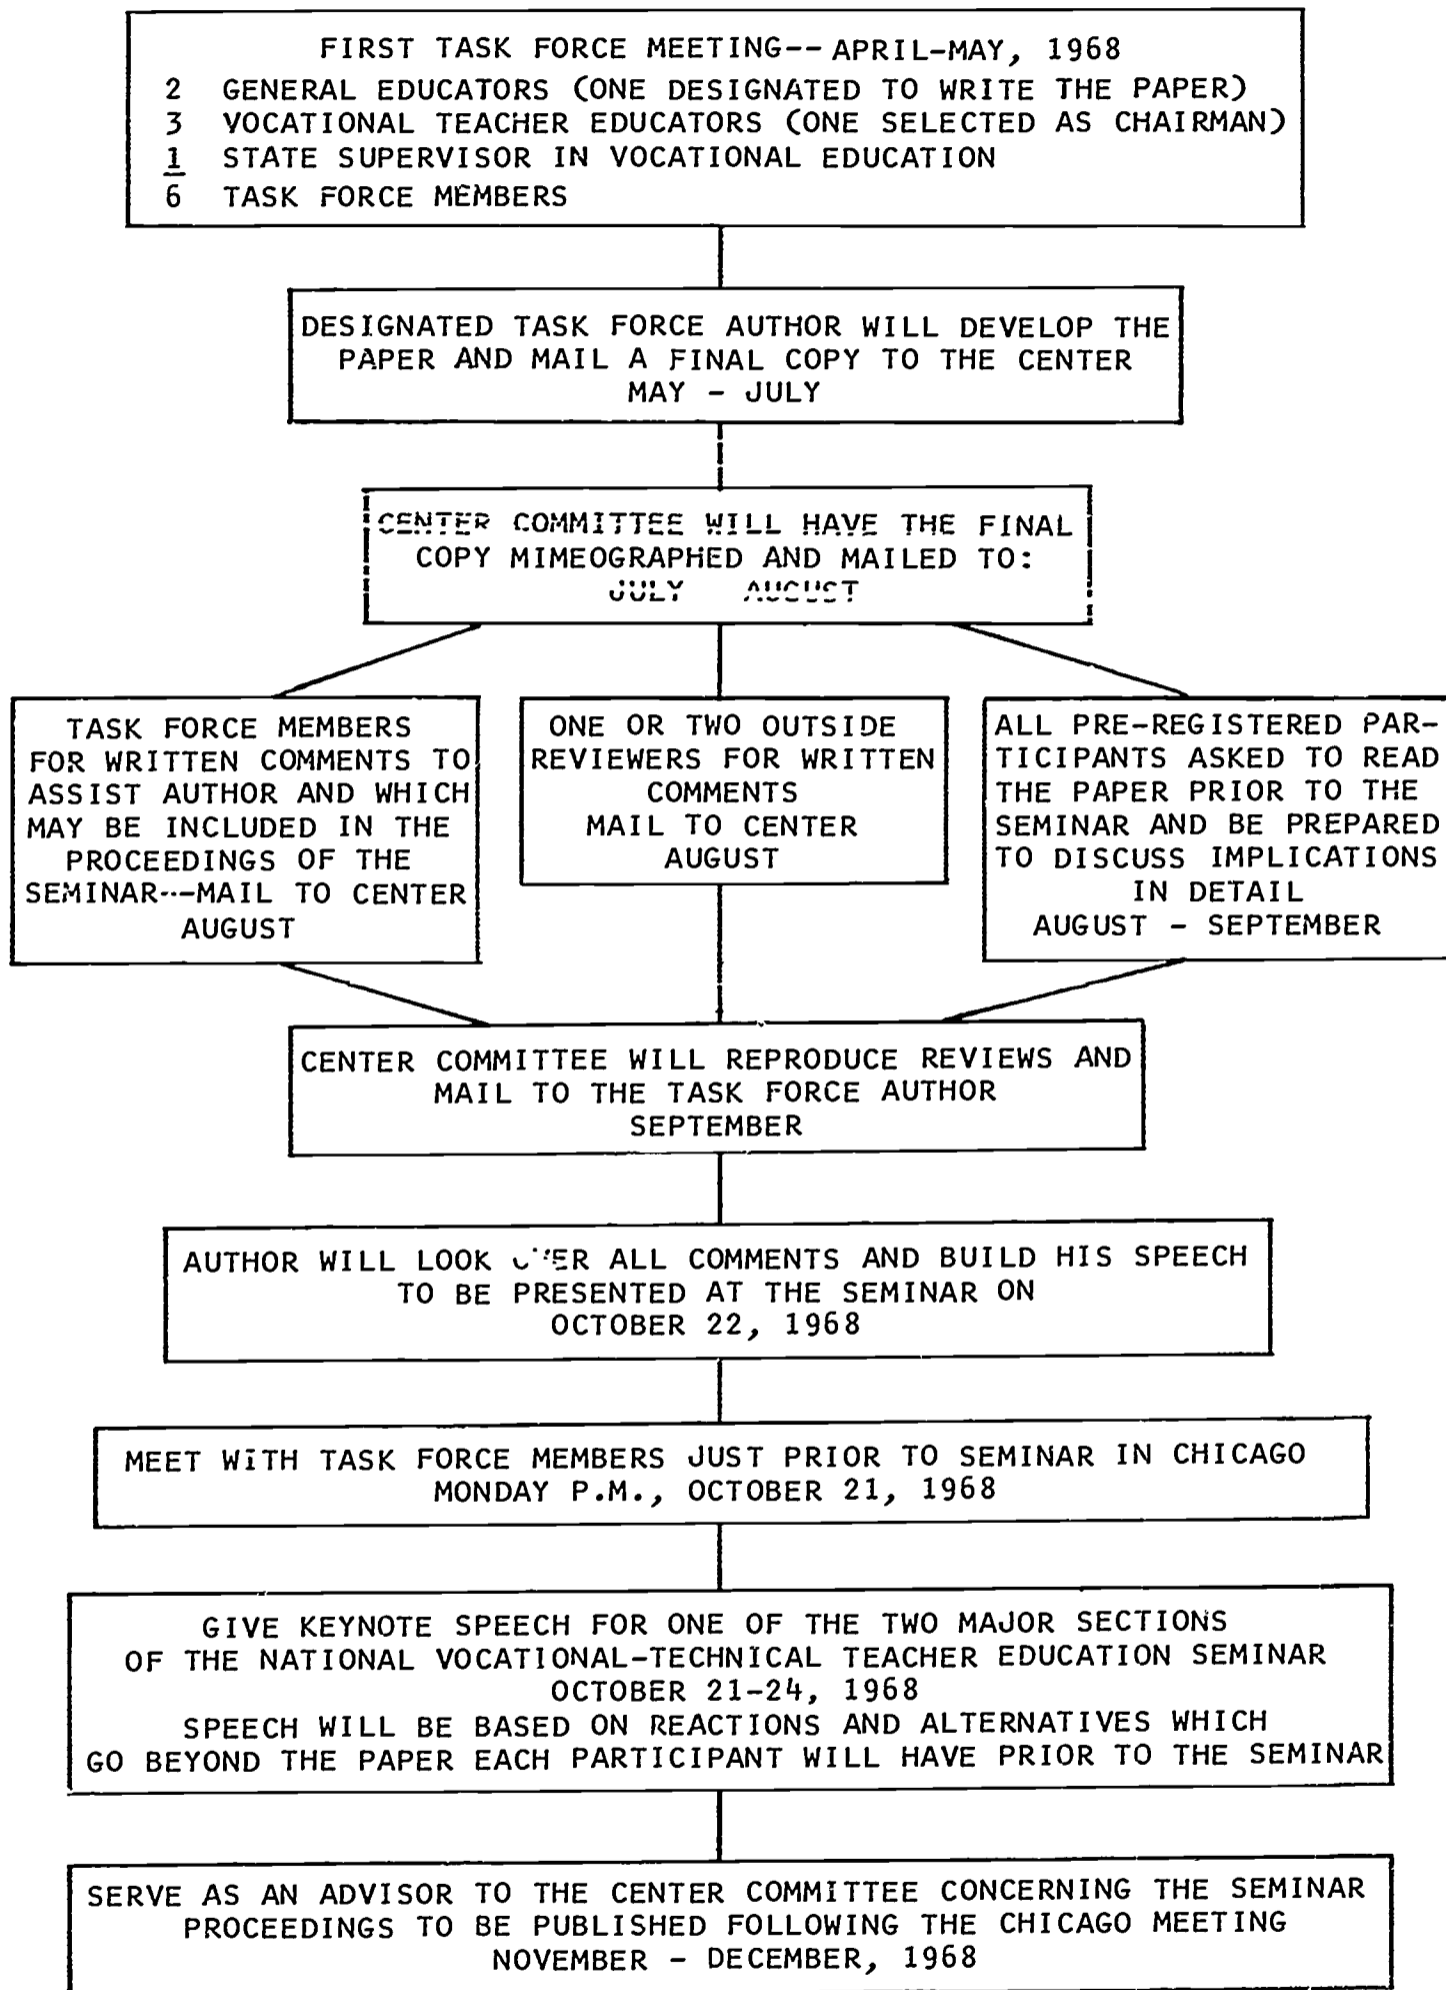 FIRST TASK FORCE MEETING--APRIL-MAY, 1968
2 GENERAL EDUCATORS (ONE DESIGNATED TO WRITE THE PAPER)
3 VOCATIONAL TEACHER EDUCATORS (ONE SELECTED AS CHAIRMAN)
1 STATE SUPERVISOR IN VOCATIONAL EDUCATION
6 TASK FORCE MEMBERS
DESIGNATED TASK FORCE AUTHOR WILL DEVELOP THE
PAPER AND MAIL A FINAL COPY TO THE CENTER
MAY - JULY
CENTER COMMITTEE WILL HAVE THE FINAL
COPY MIMEOGRAPHED AND MAILED TO:
JULY AUGUST
TASK FORCE MEMBERS
FOR WRITTEN COMMENTS TO
ASSIST AUTHOR AND WHICH
MAY BE INCLUDED IN THE
PROCEEDINGS OF THE
SEMINAR--MAIL TO CENTER
AUGUST
ONE OR TWO OUTSIDE
REVIEWERS FOR WRITTEN
COMMENTS
MAIL TO CENTER
AUGUST
ALL PRE-REGISTERED PAR-
TICIPANTS ASKED TO READ
THE PAPER PRIOR TO THE
SEMINAR AND BE PREPARED
TO DISCUSS IMPLICATIONS
IN DETAIL
AUGUST - SEPTEMBER
CENTER COMMITTEE WILL REPRODUCE REVIEWS AND
MAIL TO THE TASK FORCE AUTHOR
SEPTEMBER
AUTHOR WILL LOOK OVER ALL COMMENTS AND BUILD HIS SPEECH
TO BE PRESENTED AT THE SEMINAR ON
OCTOBER 22, 1968
MEET WITH TASK FORCE MEMBERS JUST PRIOR TO SEMINAR IN CHICAGO
MONDAY P.M., OCTOBER 21, 1968
GIVE KEYNOTE SPEECH FOR ONE OF THE TWO MAJOR SECTIONS
OF THE NATIONAL VOCATIONAL-TECHNICAL TEACHER EDUCATION SEMINAR
OCTOBER 21-24, 1968
SPEECH WILL BE BASED ON REACTIONS AND ALTERNATIVES WHICH
GO BEYOND THE PAPER EACH PARTICIPANT WILL HAVE PRIOR TO THE SEMINAR
SERVE AS AN ADVISOR TO THE CENTER COMMITTEE CONCERNING THE SEMINAR
PROCEEDINGS TO BE PUBLISHED FOLLOWING THE CHICAGO MEETING
NOVEMBER - DECEMBER, 1968